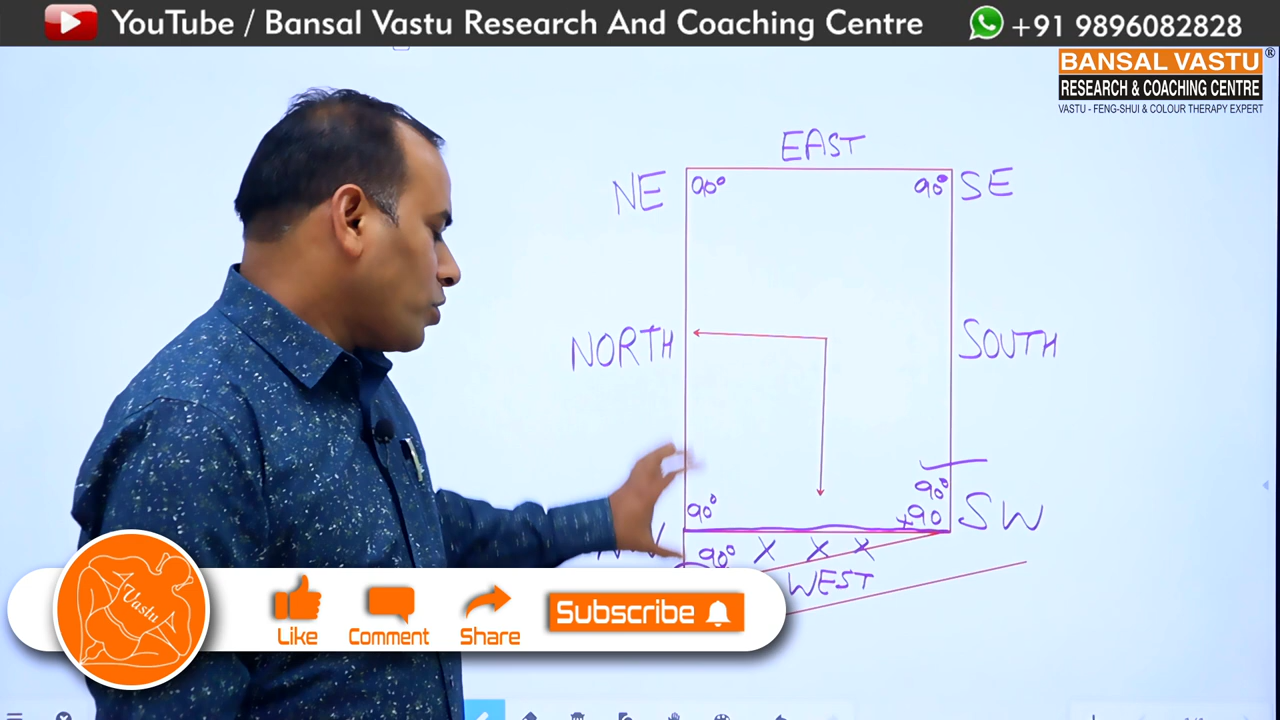 YouTube / Bansal Vastu Research And Coaching Centre
+91 9896082828
BANSAL VASTU®
RESEARCH & COACHING CENTRE
VASTU - FENG-SHUI & COLOUR THERAPY EXPERT
EAST
NE 90° 90° SE
NORTH SOUTH
90°
90° +90 SW
90° X X X
WEST
Vastu
Like Comment Share Subscribe